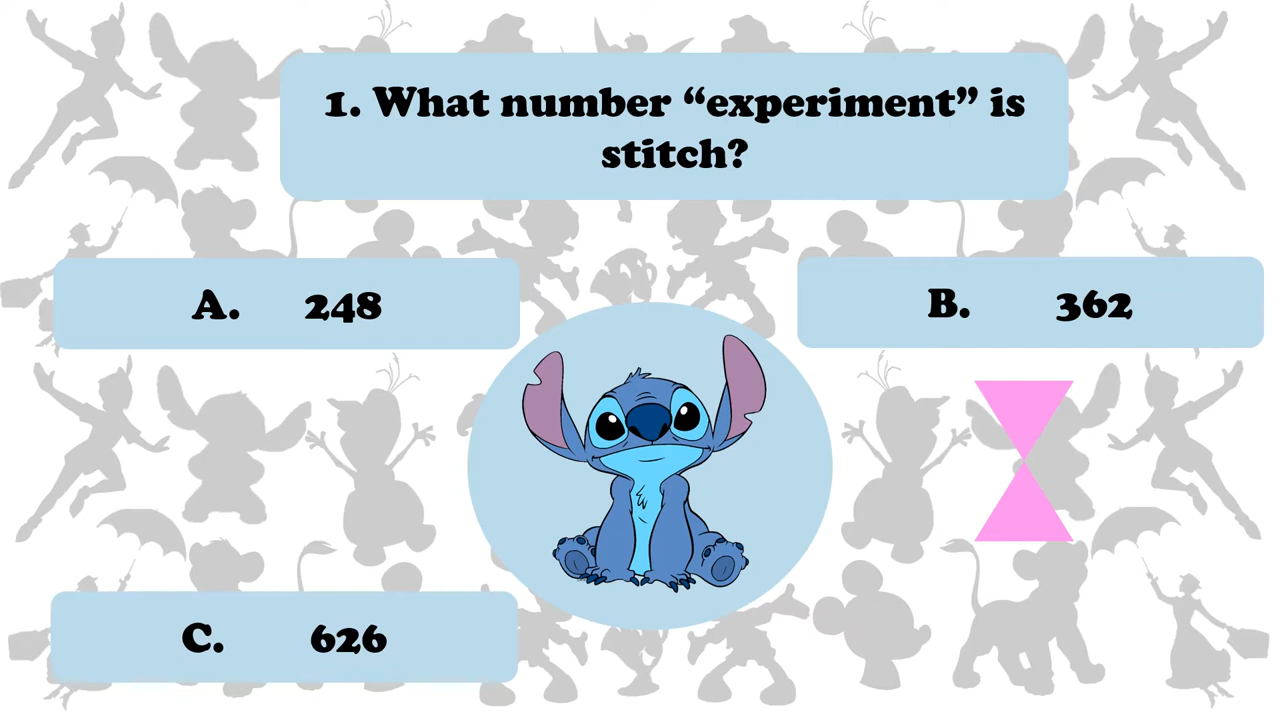 1. What number “experiment” is
stitch?
A. 248
B. 362
C. 626